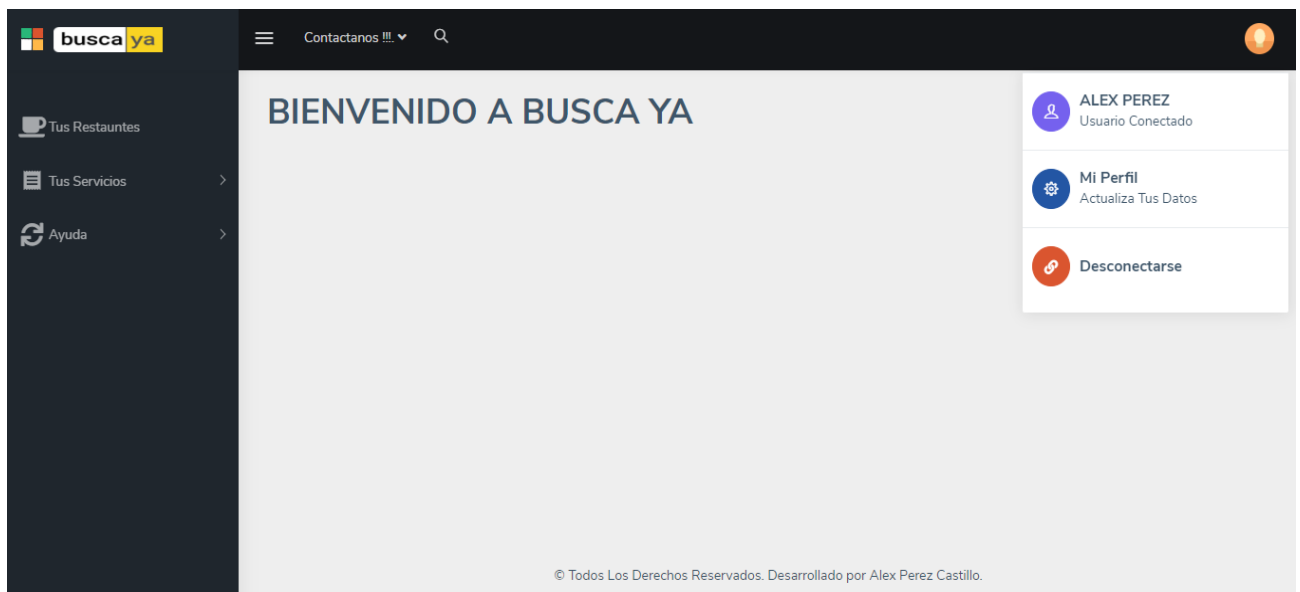 busca ya
Contactanos !!!.
BIENVENIDO A BUSCA YA
Tus Restauntes
Tus Servicios
Ayuda
ALEX PEREZ
Usuario Conectado
Mi Perfil
Actualiza Tus Datos
Desconectarse
© Todos Los Derechos Reservados. Desarrollado por Alex Perez Castillo.